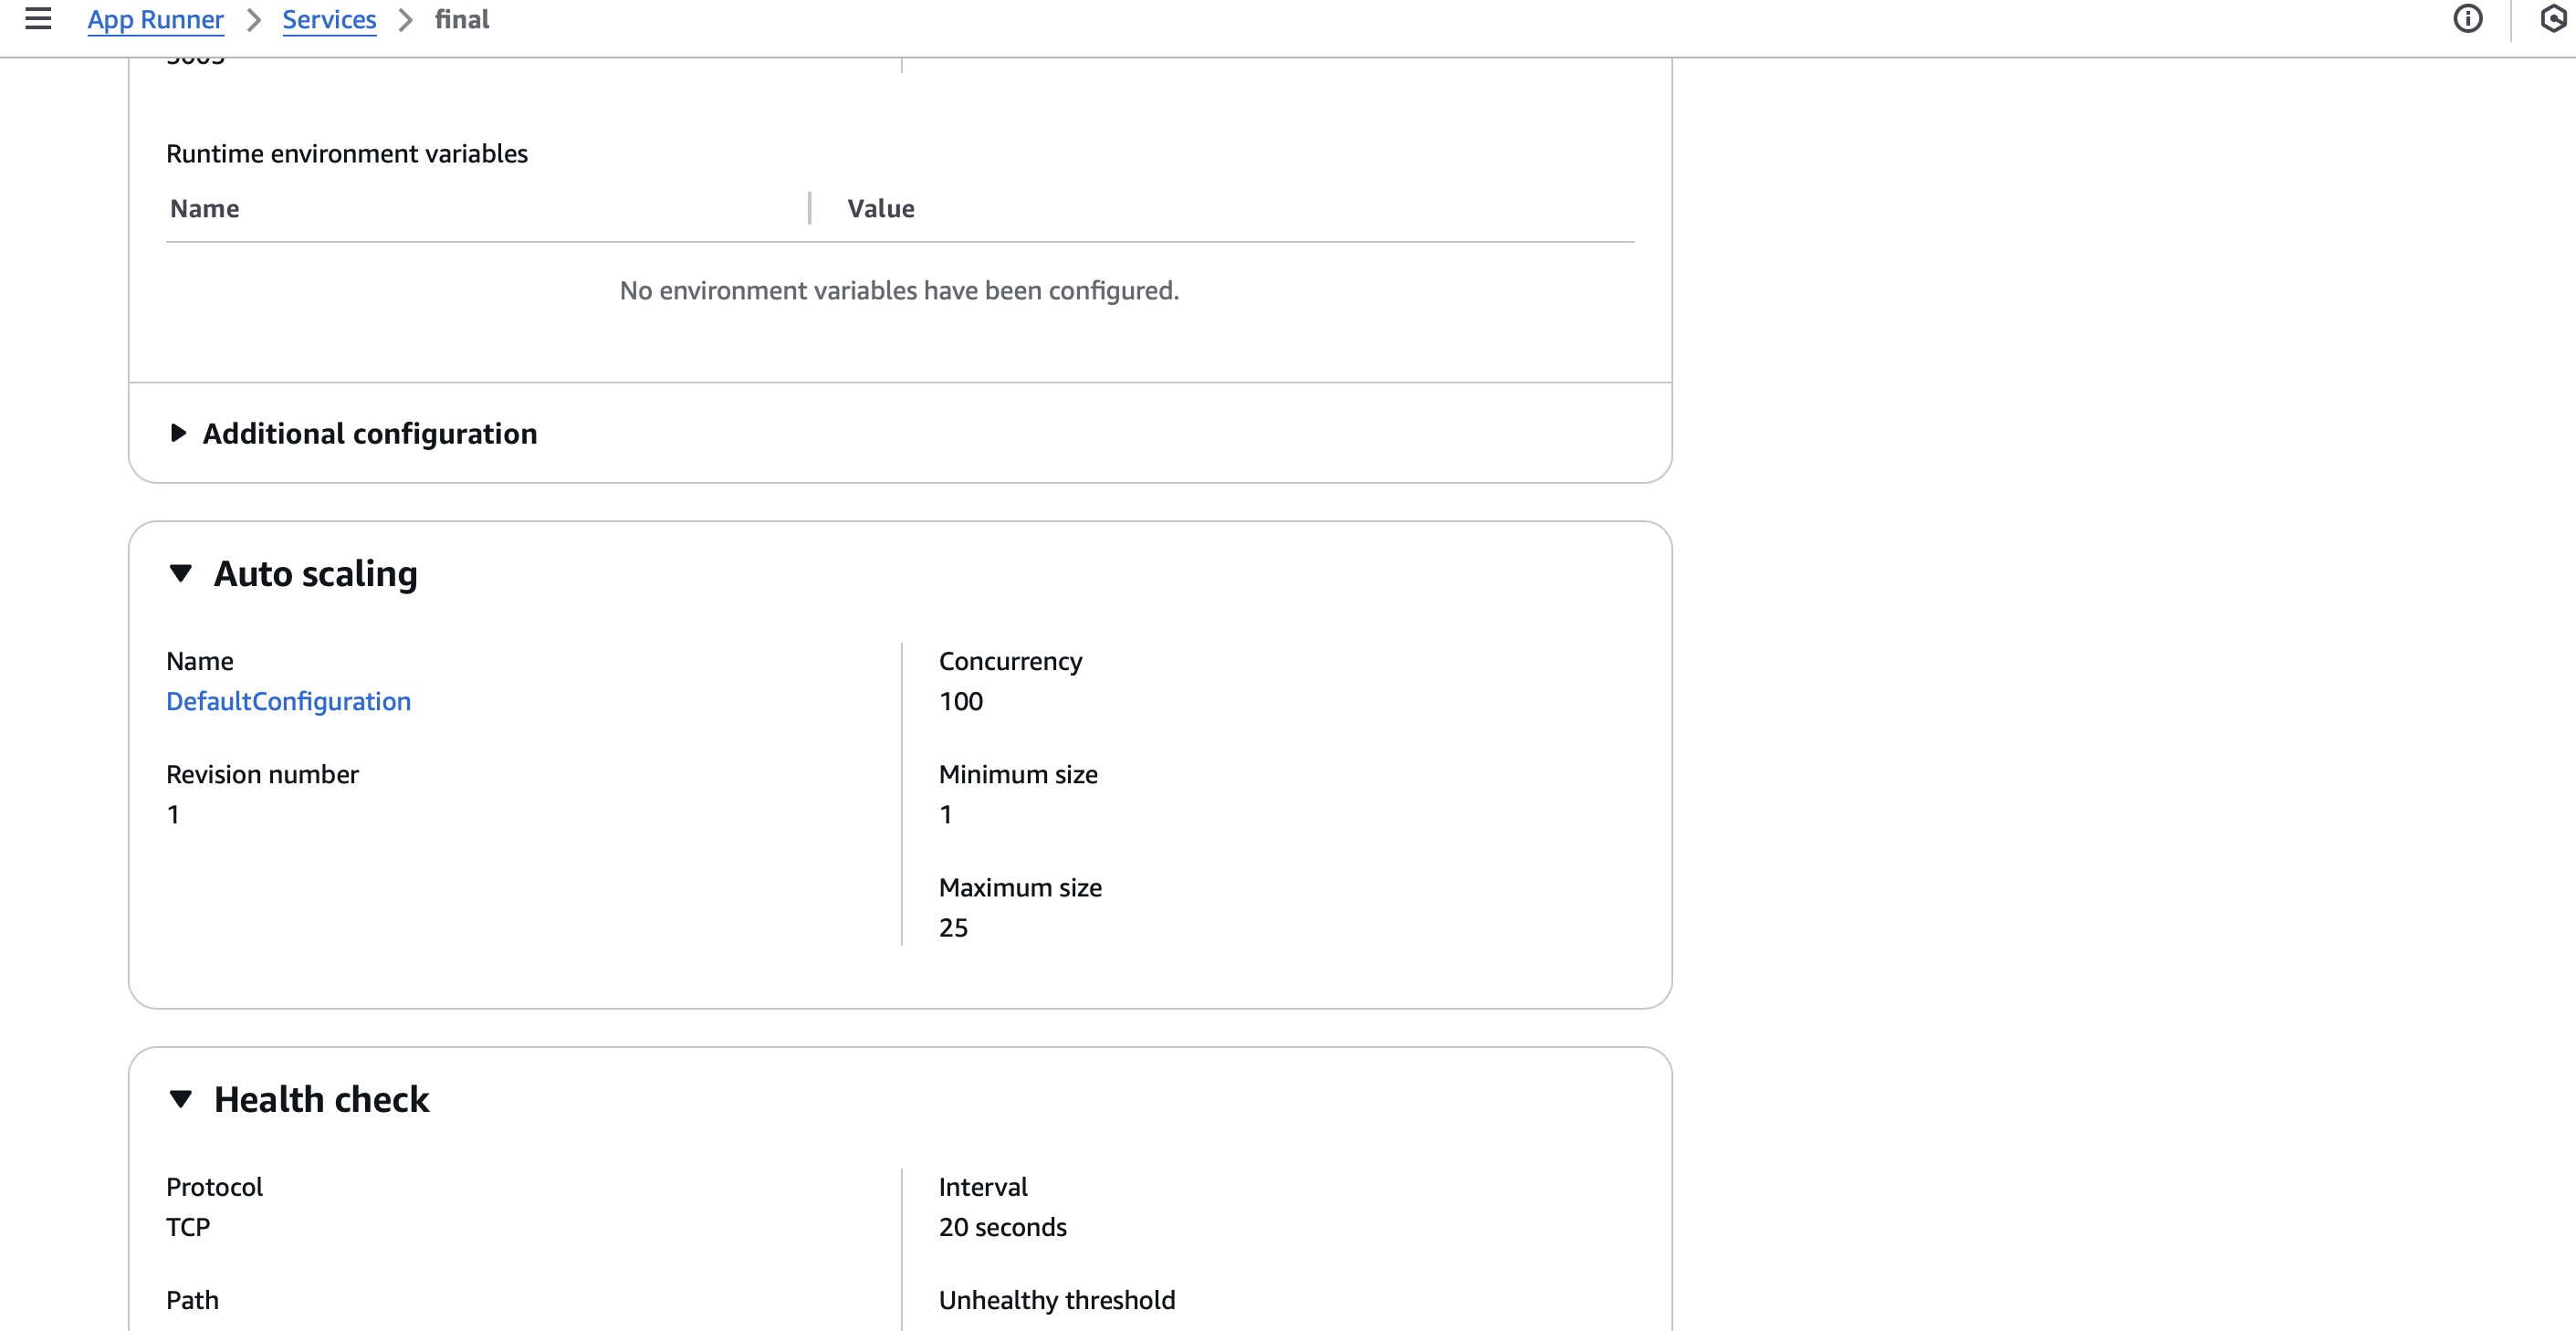 App Runner > Services > final
Runtime environment variables
Name Value
No environment variables have been configured.
Additional configuration
Auto scaling
Name Concurrency
DefaultConfiguration 100
Revision number Minimum size
1 1
Maximum size
25
Health check
Protocol Interval
TCP 20 seconds
Path Unhealthy threshold